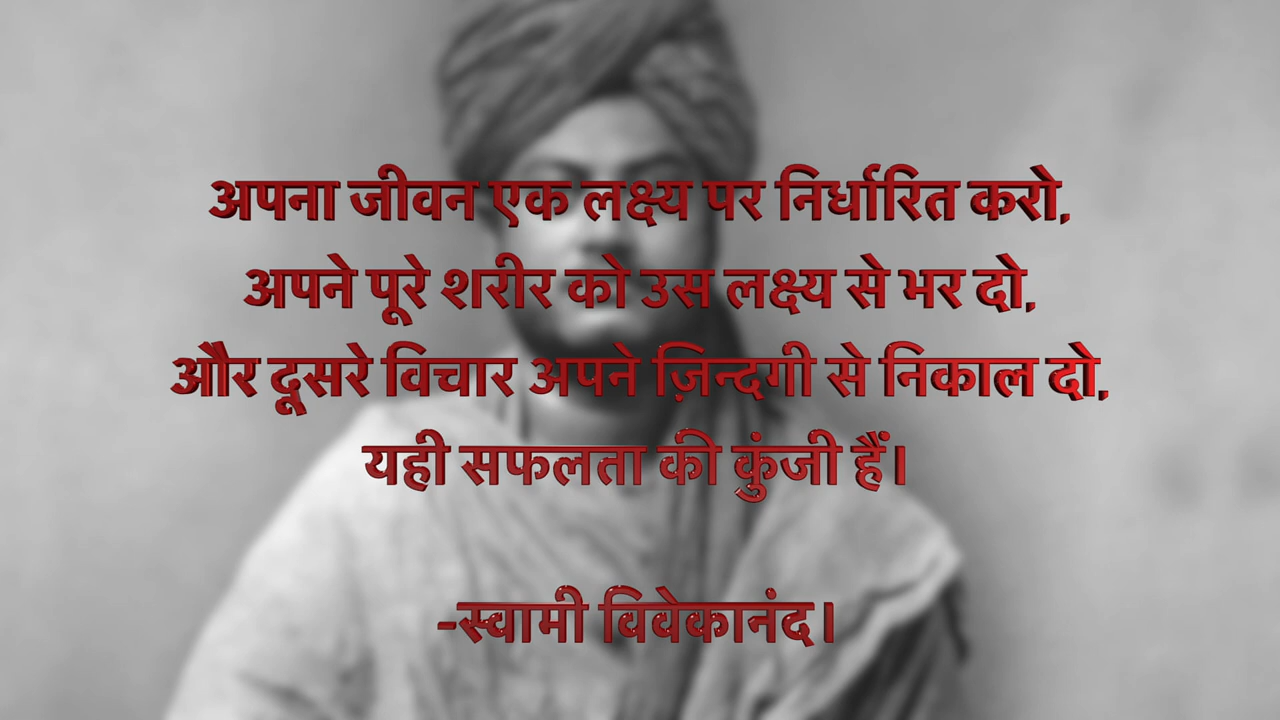 अपना जीवन एक लक्ष्य पर निर्धारित करो,
अपने पूरे शरीर को उस लक्ष्य से भर दो,
और दूसरे विचार अपने ज़िन्दगी से निकाल दो,
यही सफलता की कुंजी हैं।
-स्वामी विवेकानंद।